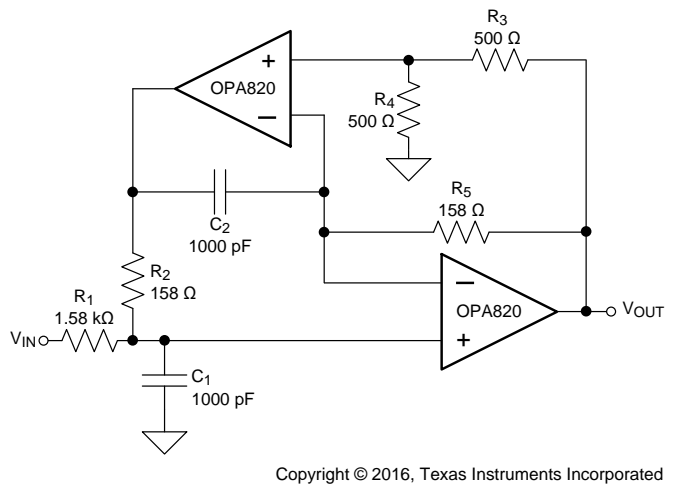 R3
500 Ω
OPA820
+
−
R4
500 Ω
R5
158 Ω
C2
1000 pF
R2
158 Ω
R1
1.58 kΩ
VIN
−
OPA820
+
VOUT
C1
1000 pF
Copyright © 2016, Texas Instruments Incorporated